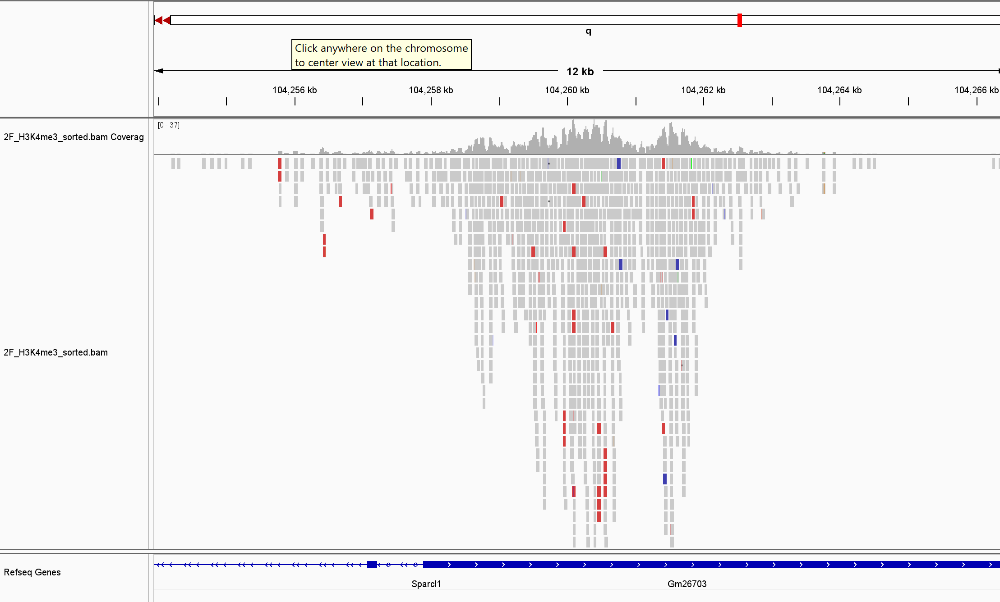 q
Click anywhere on the chromosome
to center view at that location.
12 kb
104,256 kb 104,258 kb 104,260 kb 104,262 kb 104,264 kb 104,266 kb
[0 - 37]
2F_H3K4me3_sorted.bam Coverag
2F_H3K4me3_sorted.bam
Refseq Genes
Sparcl1 Gm26703